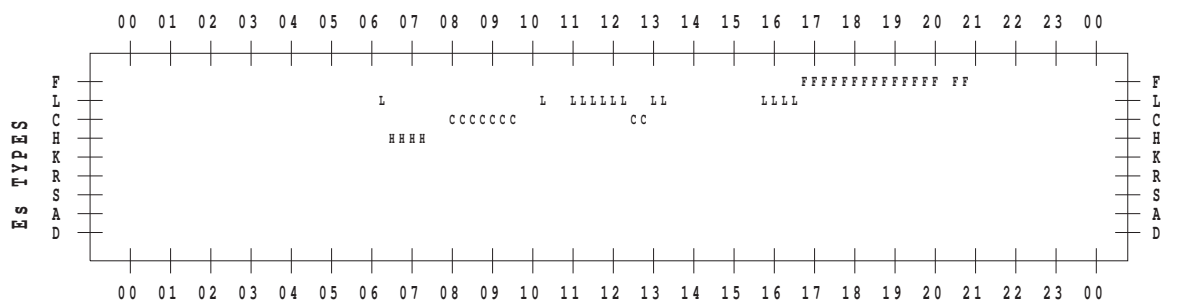 00 01 02 03 04 05 06 07 08 09 10 11 12 13 14 15 16 17 18 19 20 21 22 23 00
F FFFFFFFFFFFFFF FF F
L L L LLLLLL LL LLLL L
C CCCCCCC CC C
H HHHH H
K K
R R
S S
A A
D D
Es TYPES
00 01 02 03 04 05 06 07 08 09 10 11 12 13 14 15 16 17 18 19 20 21 22 23 00